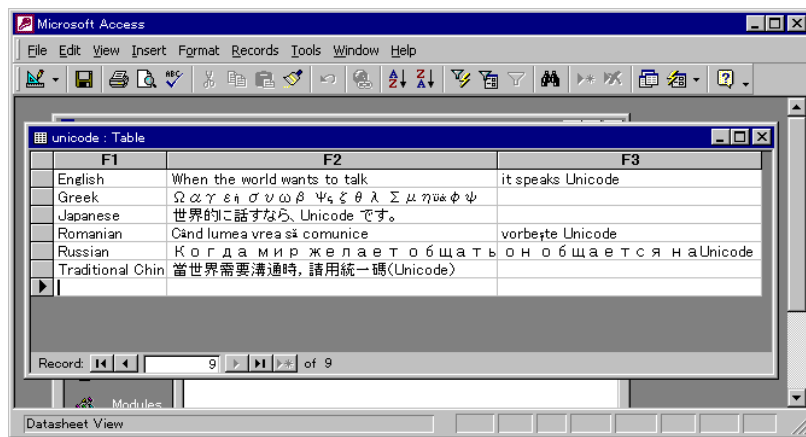 Microsoft Access
File Edit View Insert Format Records Tools Window Help
unicode : Table
F1 F2 F3
English When the world wants to talk it speaks Unicode
Greek Ω α γ ε ή σ υ ω β Ψ ς ζ θ λ Σ μ η ϋ ά φ ψ
Japanese 世界的に話すなら、Unicode です。
Romanian Când lumea vrea să comunice vorbeşte Unicode
Russian Когда мир желает общать он общается на Unicode
Traditional Chin 當世界需要溝通時, 請用統一碼(Unicode)
Record: 9 of 9
Modules
Datasheet View